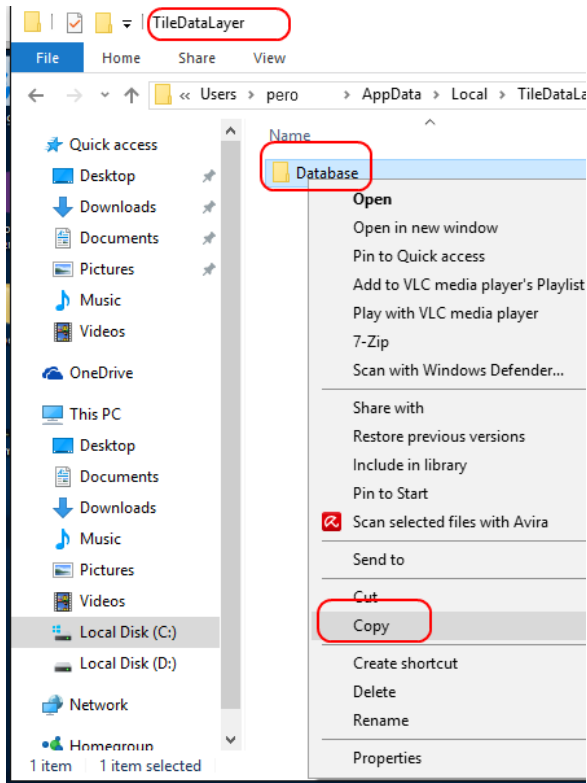 TileDataLayer
File Home Share View
« Users > pero > AppData > Local > TileDataLa
Name
Quick access
Desktop
Downloads
Documents
Pictures
Music
Videos
OneDrive
This PC
Desktop
Documents
Downloads
Music
Pictures
Videos
Local Disk (C:)
Local Disk (D:)
Network
Homegroup
1 item 1 item selected
Database
Open
Open in new window
Pin to Quick access
Add to VLC media player's Playlist
Play with VLC media player
7-Zip
Scan with Windows Defender...
Share with
Restore previous versions
Include in library
Pin to Start
Scan selected files with Avira
Send to
Cut
Copy
Create shortcut
Delete
Rename
Properties